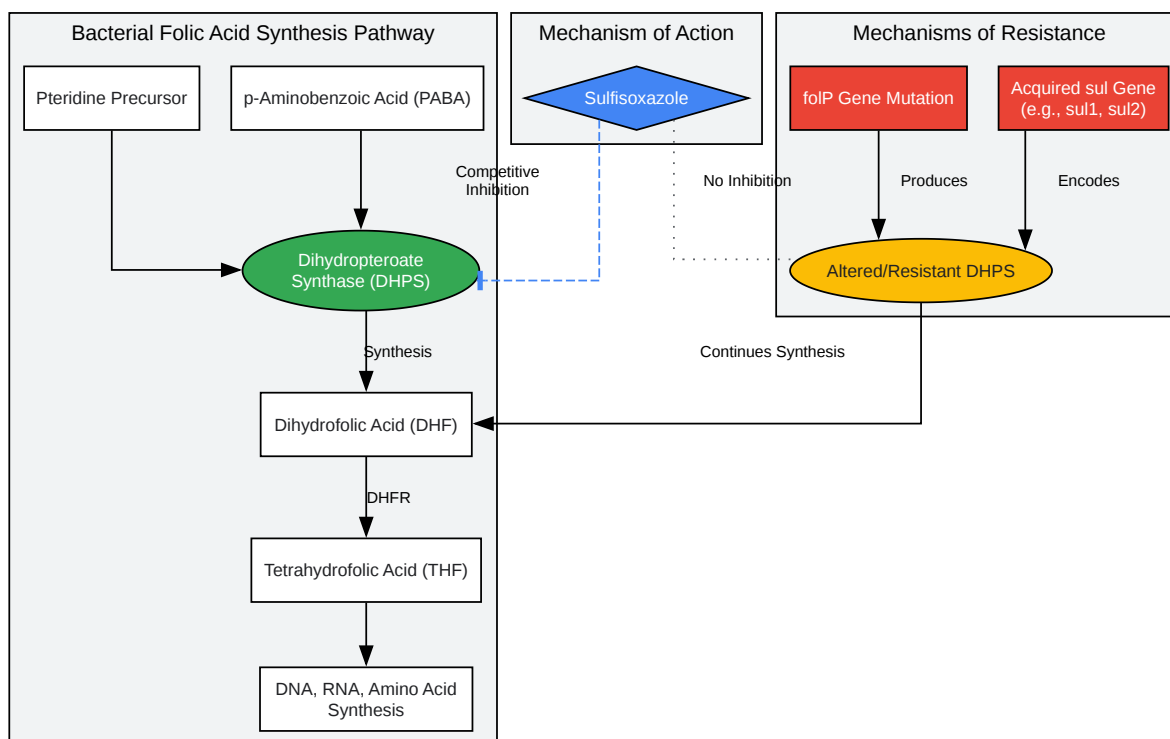 Bacterial Folic Acid Synthesis Pathway
Mechanism of Action
Mechanisms of Resistance
Pteridine Precursor
p-Aminobenzoic Acid (PABA)
Sulfisoxazole
folP Gene Mutation
Acquired sul Gene
(e.g., sul1, sul2)
Competitive
Inhibition
No Inhibition
Produces
Encodes
Dihydropteroate
Synthase (DHPS)
Altered/Resistant DHPS
Synthesis
Continues Synthesis
Dihydrofolic Acid (DHF)
DHFR
Tetrahydrofolic Acid (THF)
DNA, RNA, Amino Acid
Synthesis